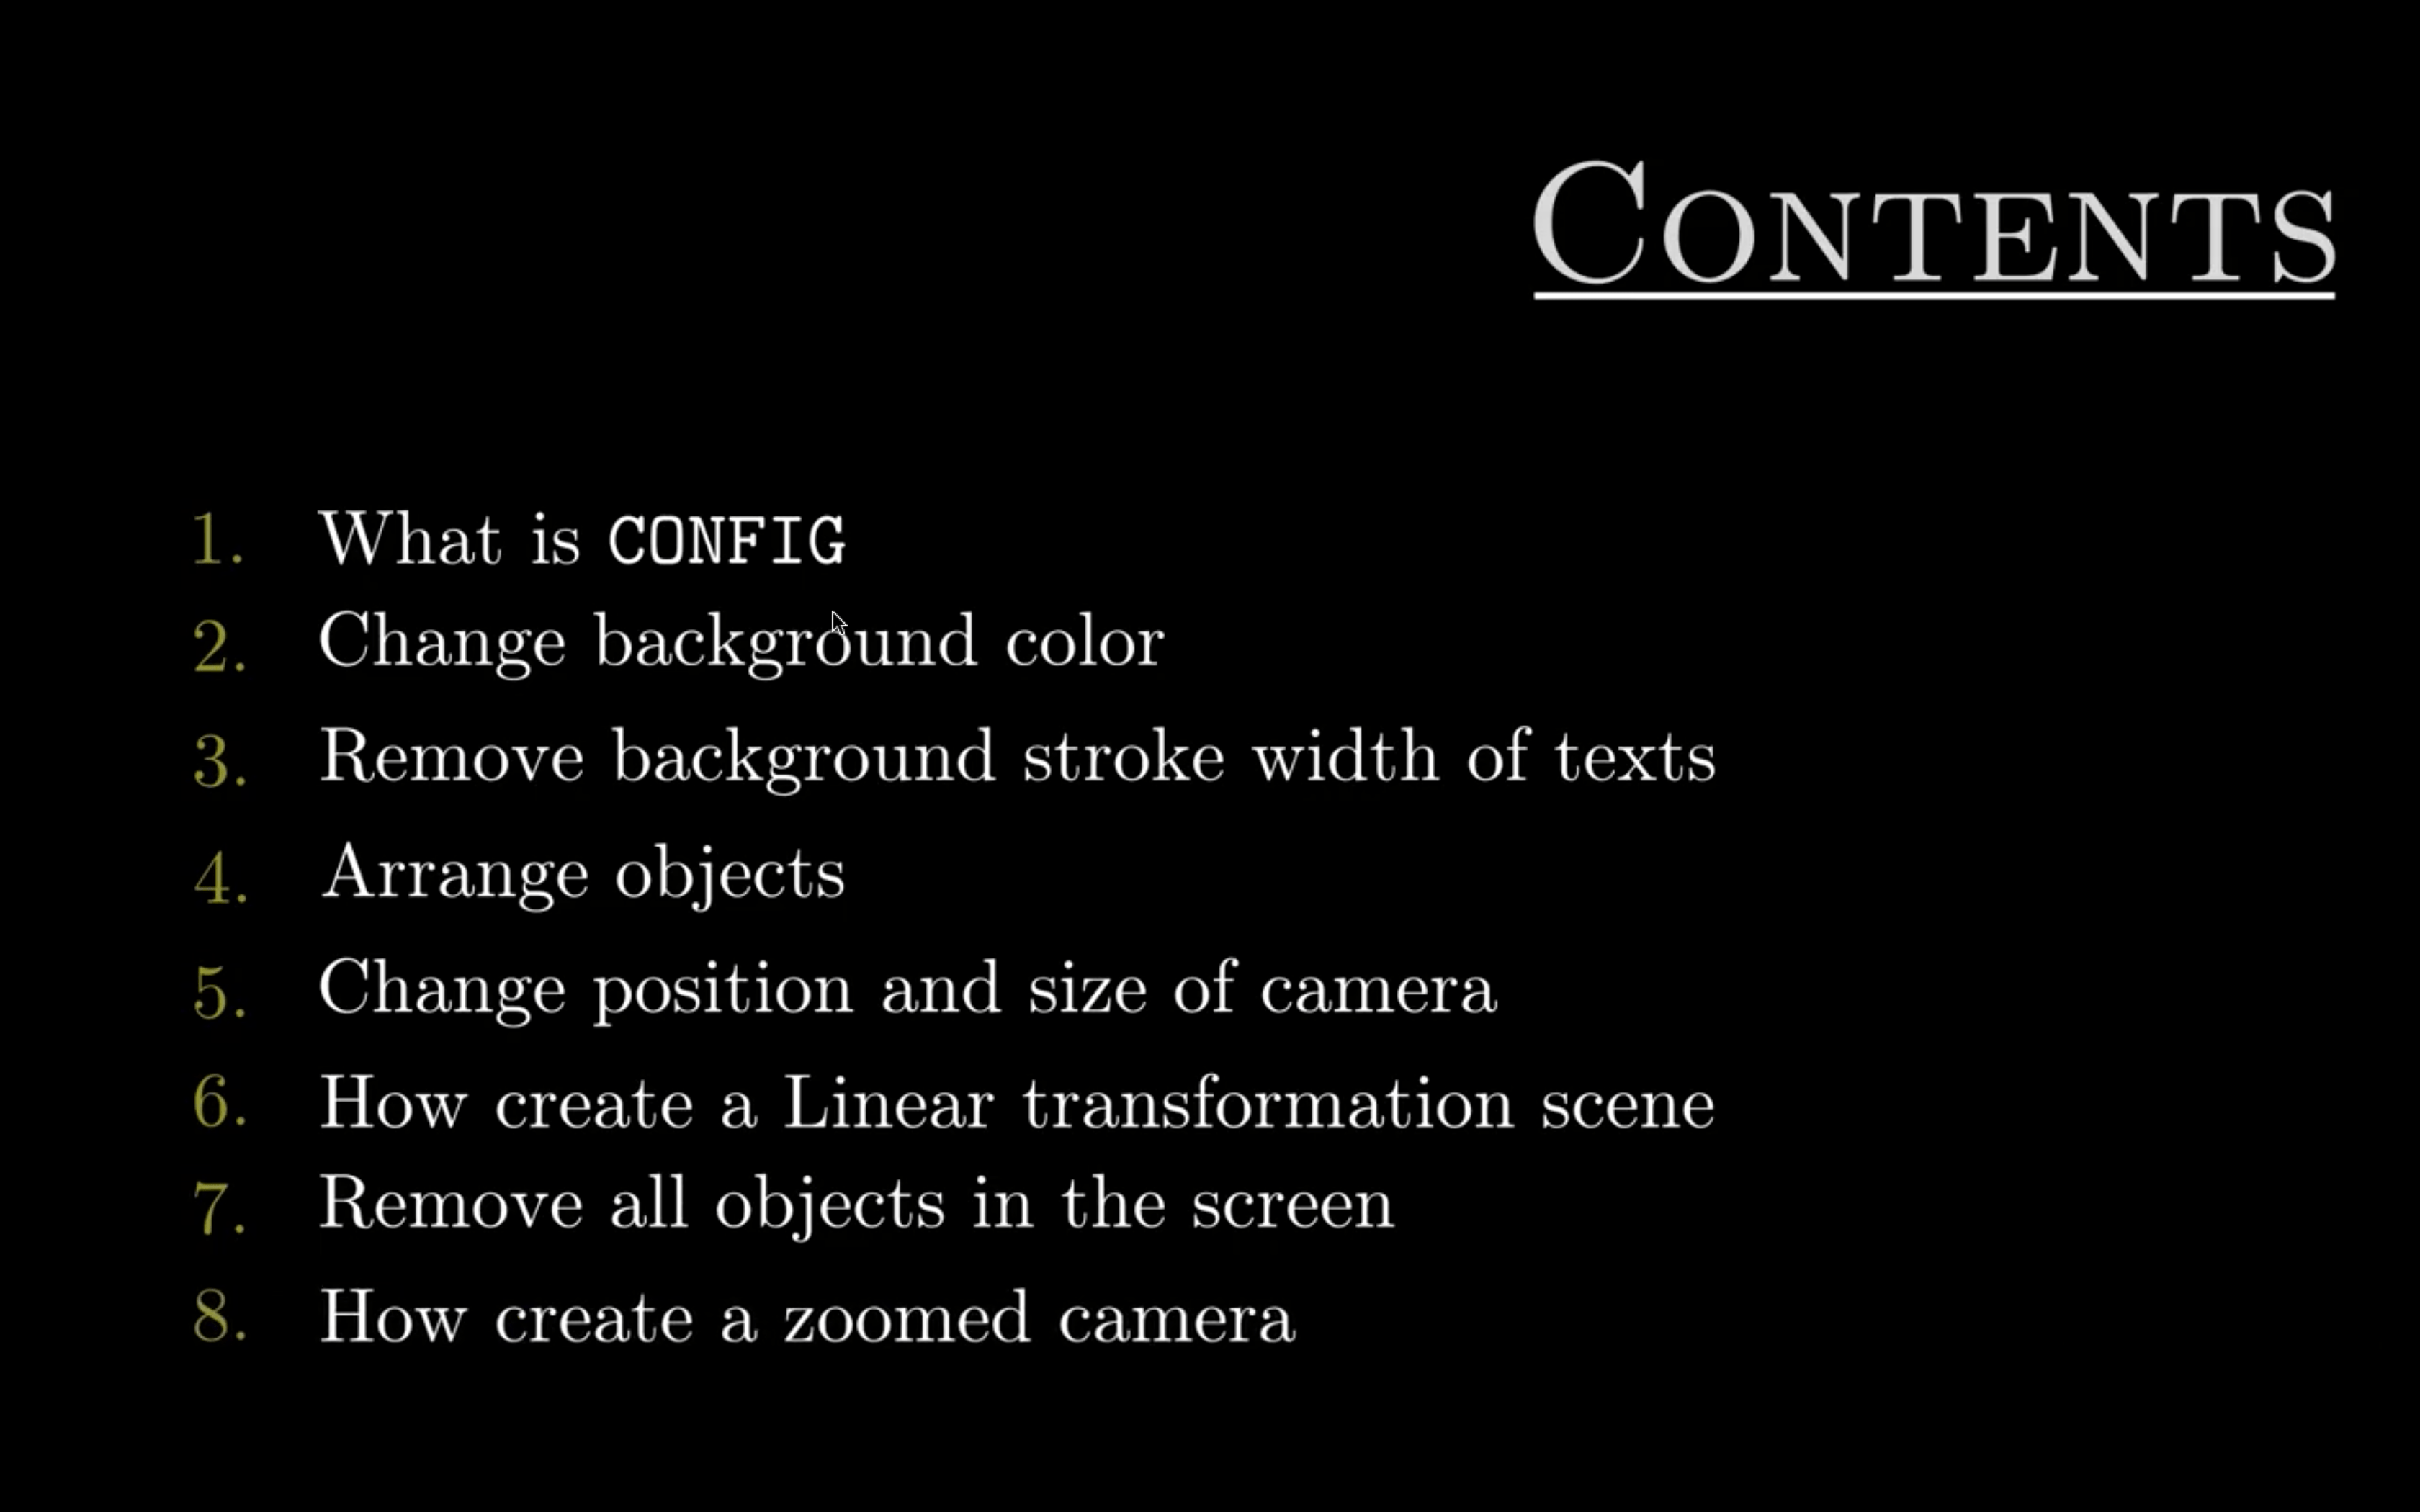 Contents
1. What is CONFIG
2. Change background color
3. Remove background stroke width of texts
4. Arrange objects
5. Change position and size of camera
6. How create a Linear transformation scene
7. Remove all objects in the screen
8. How create a zoomed camera